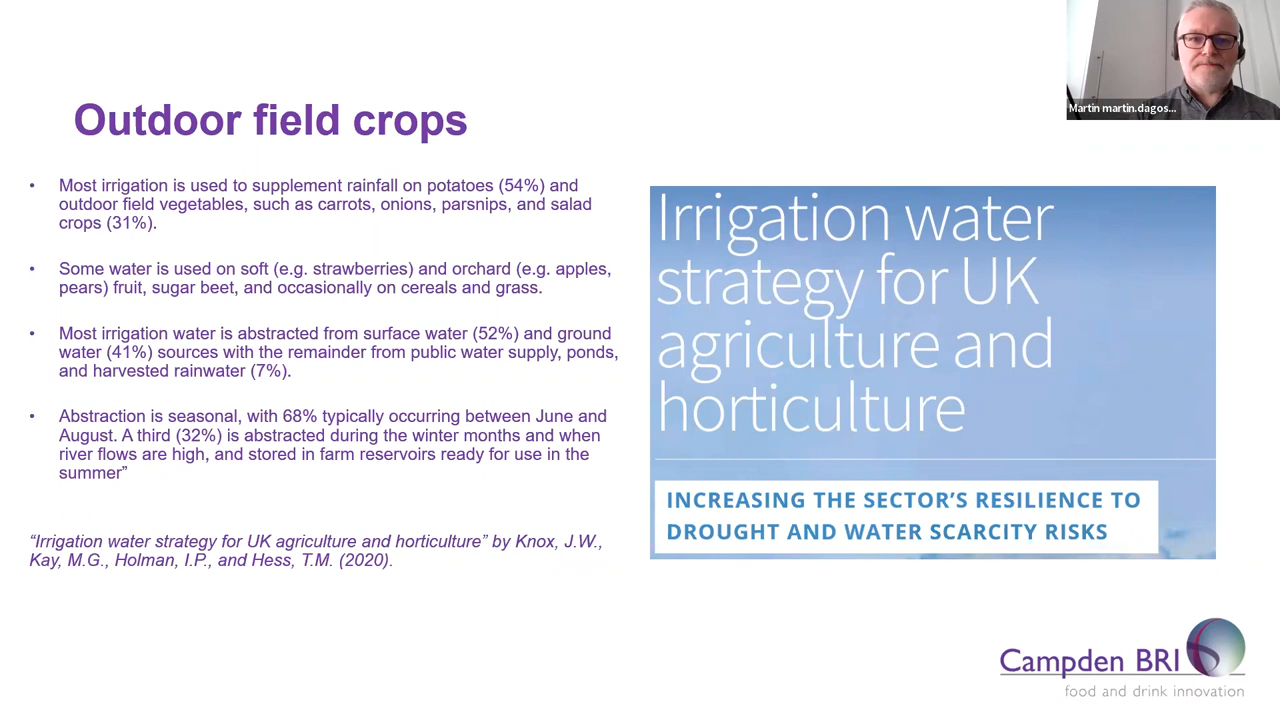 Martin martin.dagos...
Outdoor field crops
• Most irrigation is used to supplement rainfall on potatoes (54%) and
outdoor field vegetables, such as carrots, onions, parsnips, and salad
crops (31%).
• Some water is used on soft (e.g. strawberries) and orchard (e.g. apples,
pears) fruit, sugar beet, and occasionally on cereals and grass.
• Most irrigation water is abstracted from surface water (52%) and ground
water (41%) sources with the remainder from public water supply, ponds,
and harvested rainwater (7%).
• Abstraction is seasonal, with 68% typically occurring between June and
August. A third (32%) is abstracted during the winter months and when
river flows are high, and stored in farm reservoirs ready for use in the
summer”
“Irrigation water strategy for UK agriculture and horticulture” by Knox, J.W.,
Kay, M.G., Holman, I.P., and Hess, T.M. (2020).
Irrigation water
strategy for UK
agriculture and
horticulture
INCREASING THE SECTOR’S RESILIENCE TO
DROUGHT AND WATER SCARCITY RISKS
Campden BRI
food and drink innovation